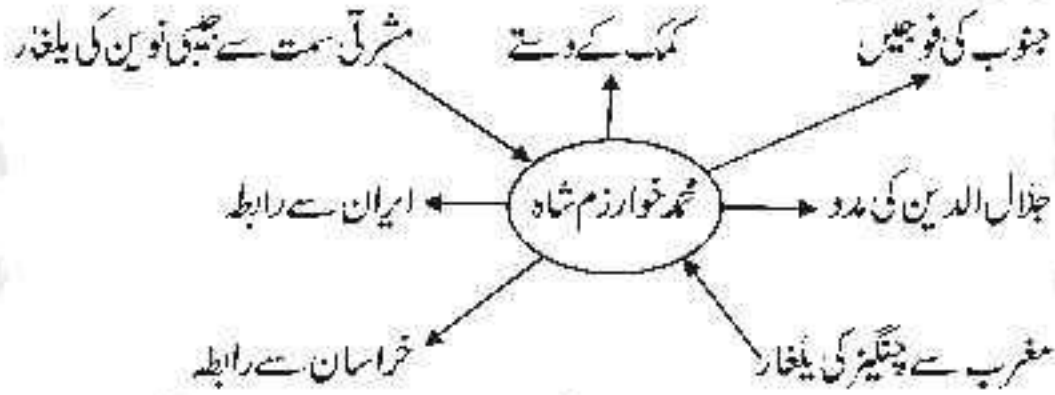 جنوب کی فوجیں
کمک کے دستے
مشرقی سمت سے جیبی نوین کی یلغار
جلال الدین کی مدد
محمد خوارزم شاہ
ایران سے رابطہ
مغرب سے چنگیز کی یلغار
خراسان سے رابطہ